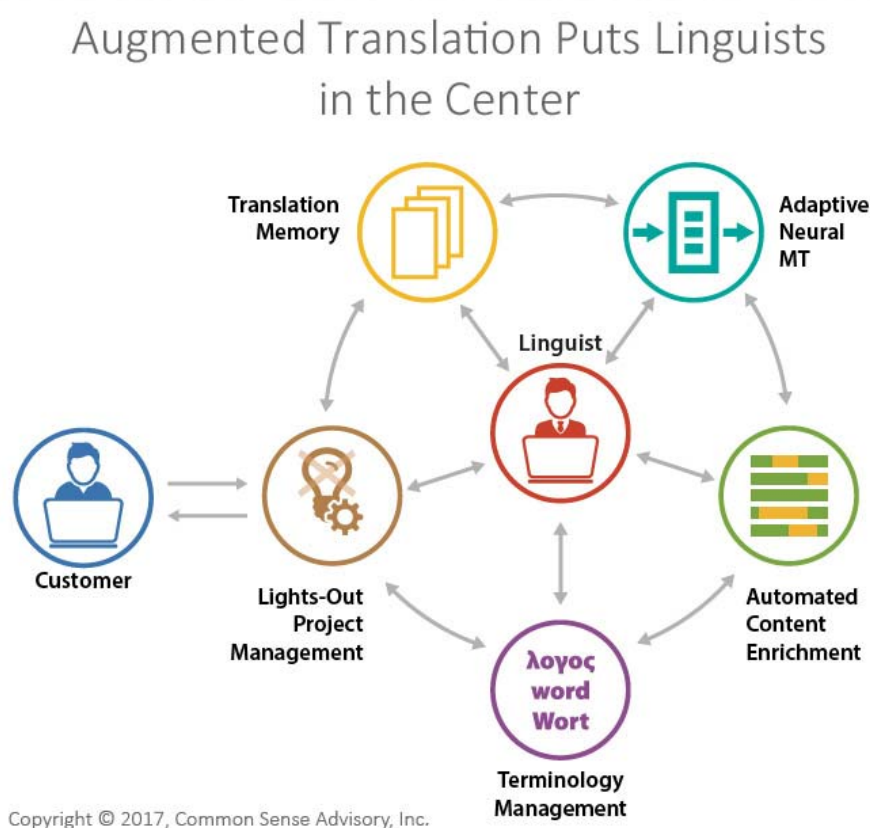 Augmented Translation Puts Linguists
in the Center
Translation
Memory
Adaptive
Neural
MT
Linguist
Customer
Lights-Out
Project
Management
Automated
Content
Enrichment
λογος
word
Wort
Terminology
Management
Copyright © 2017, Common Sense Advisory, Inc.